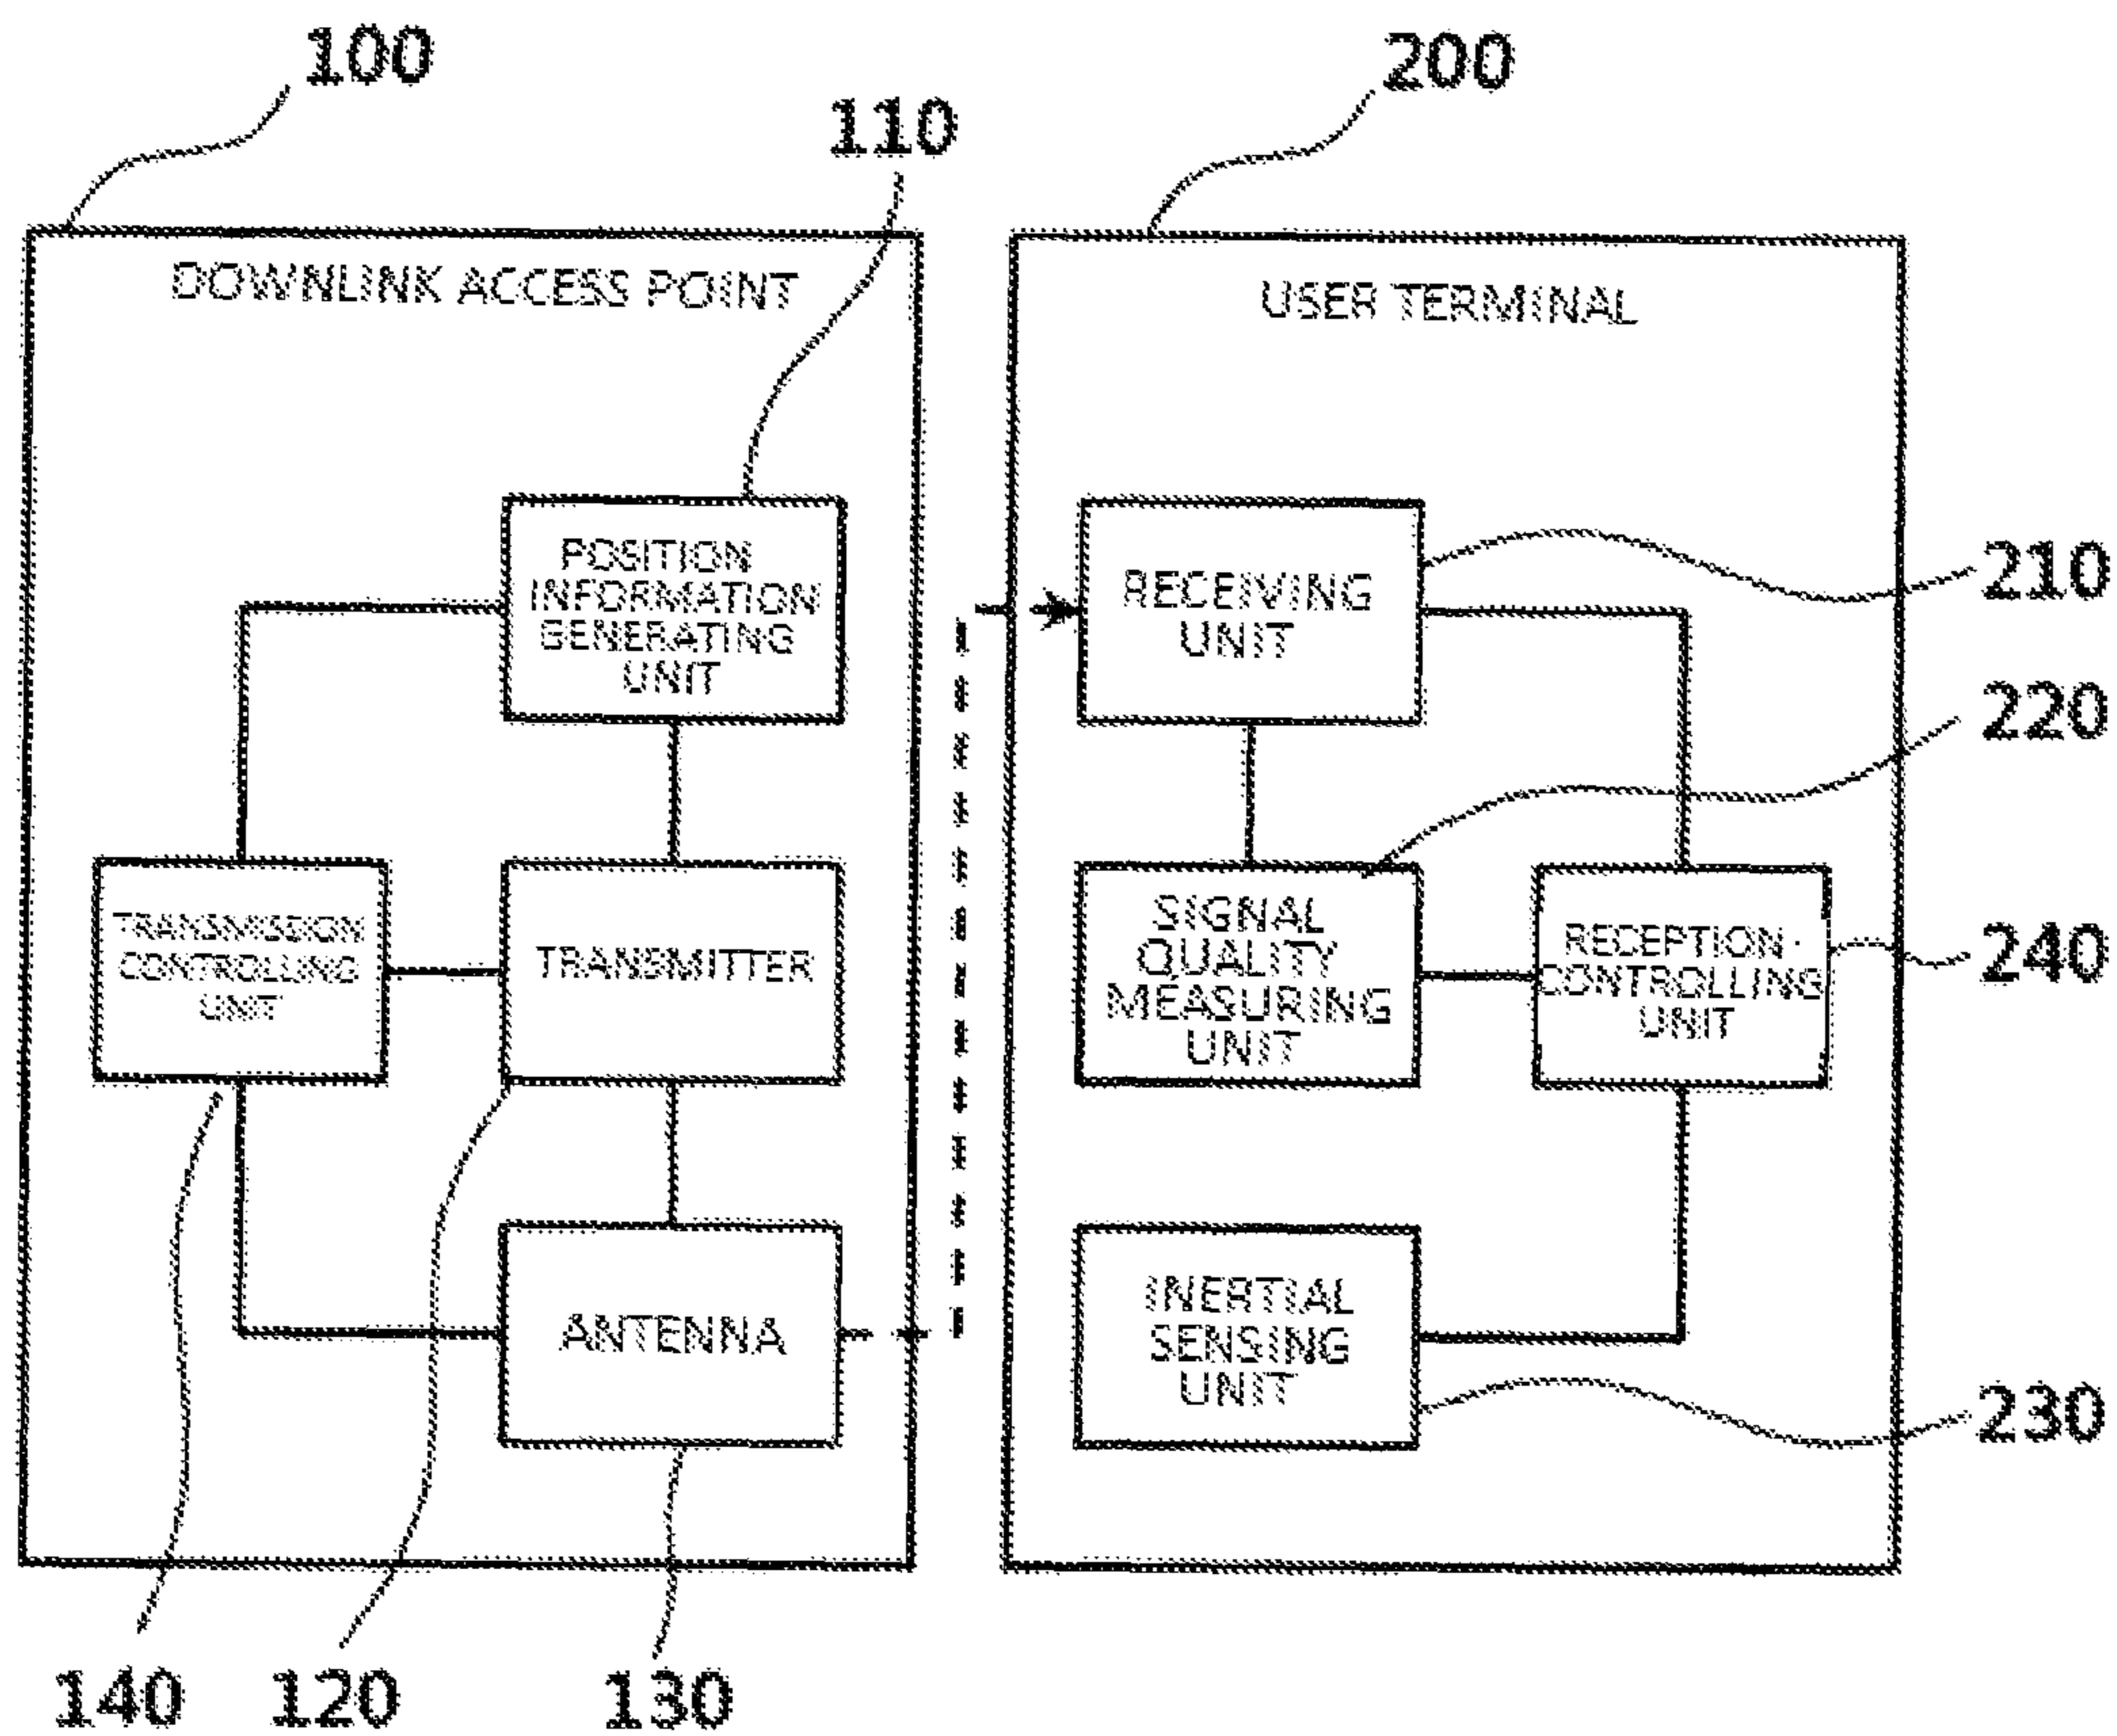 100
200
110
DOWNLINK ACCESS POINT
USER TERMINAL
POSITION
INFORMATION
GENERATING
UNIT
RECEIVING
UNIT
210
220
TRANSMISSION
CONTROLLING
UNIT
TRANSMITTER
SIGNAL
QUALITY
MEASURING
UNIT
RECEPTION
CONTROLLING
UNIT
240
ANTENNA
INERTIAL
SENSING
UNIT
230
140
120
130